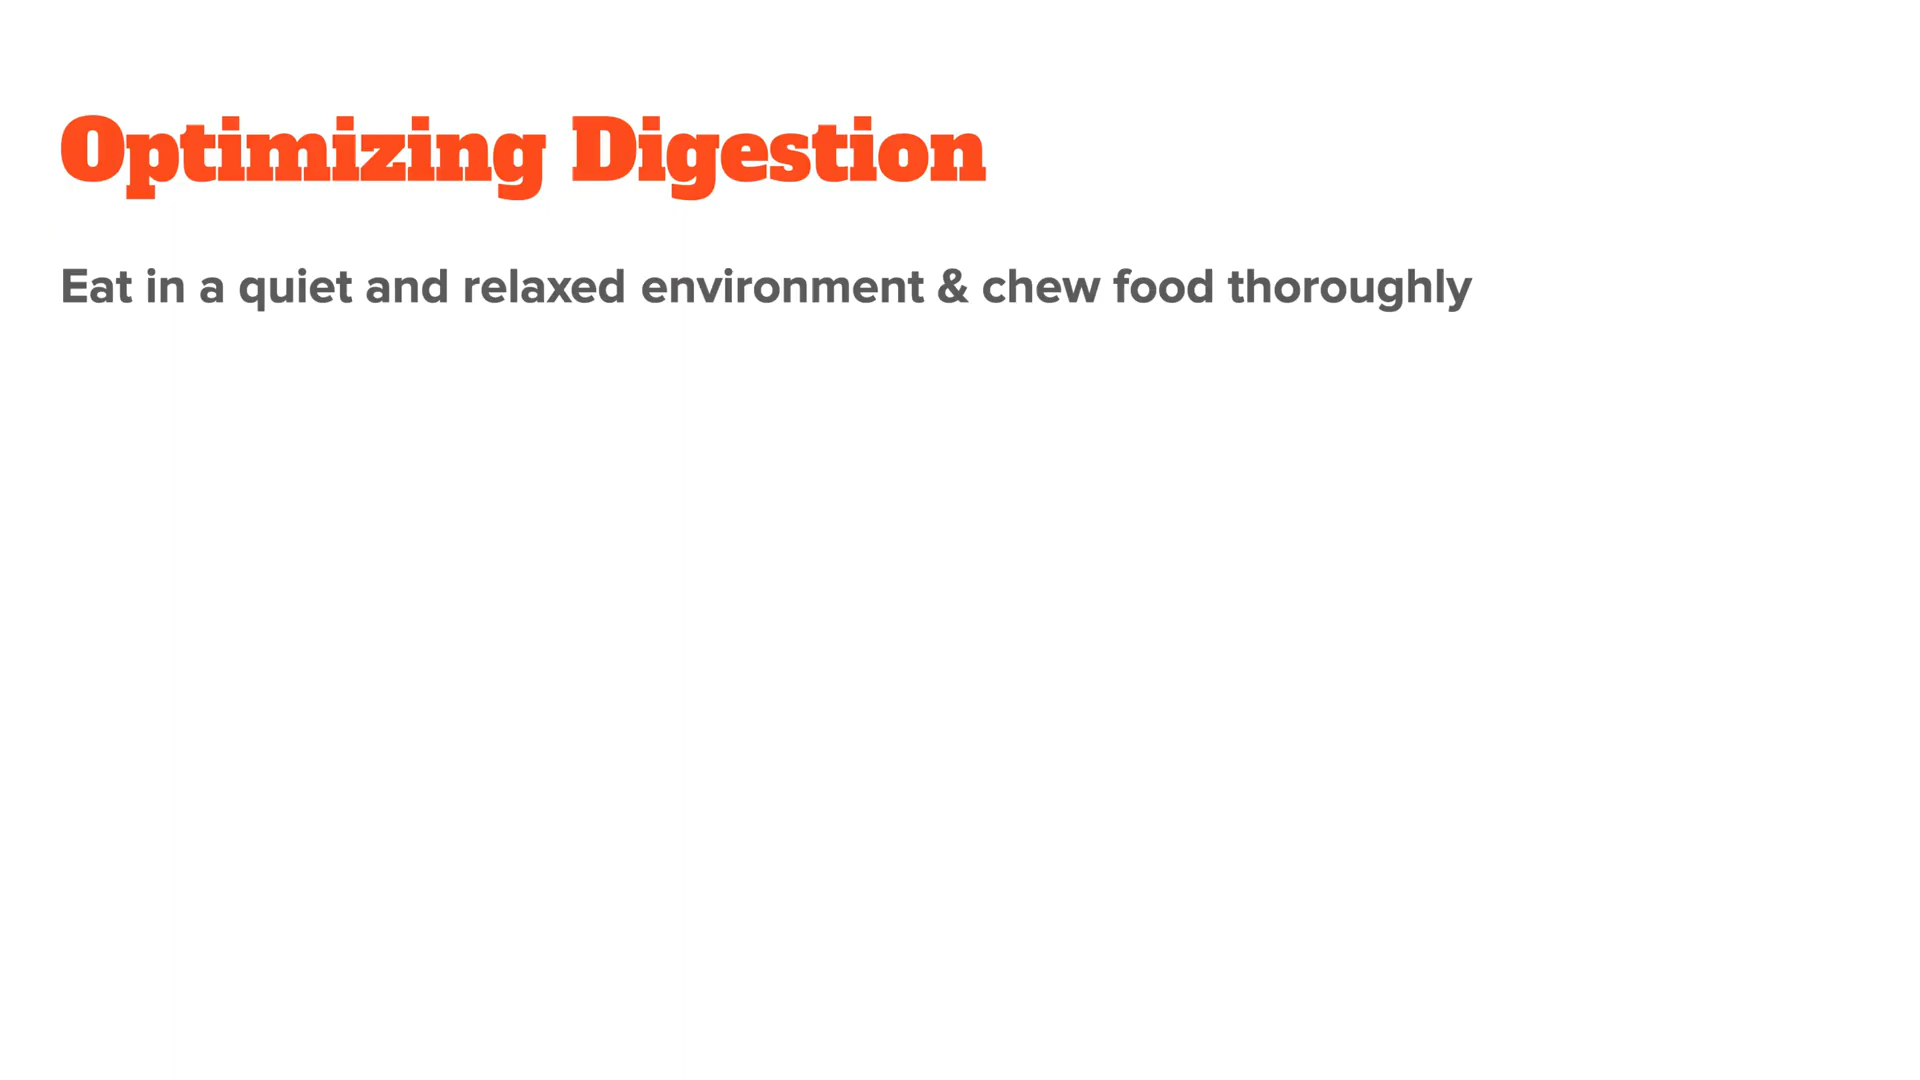 Optimizing Digestion
Eat in a quiet and relaxed environment & chew food thoroughly